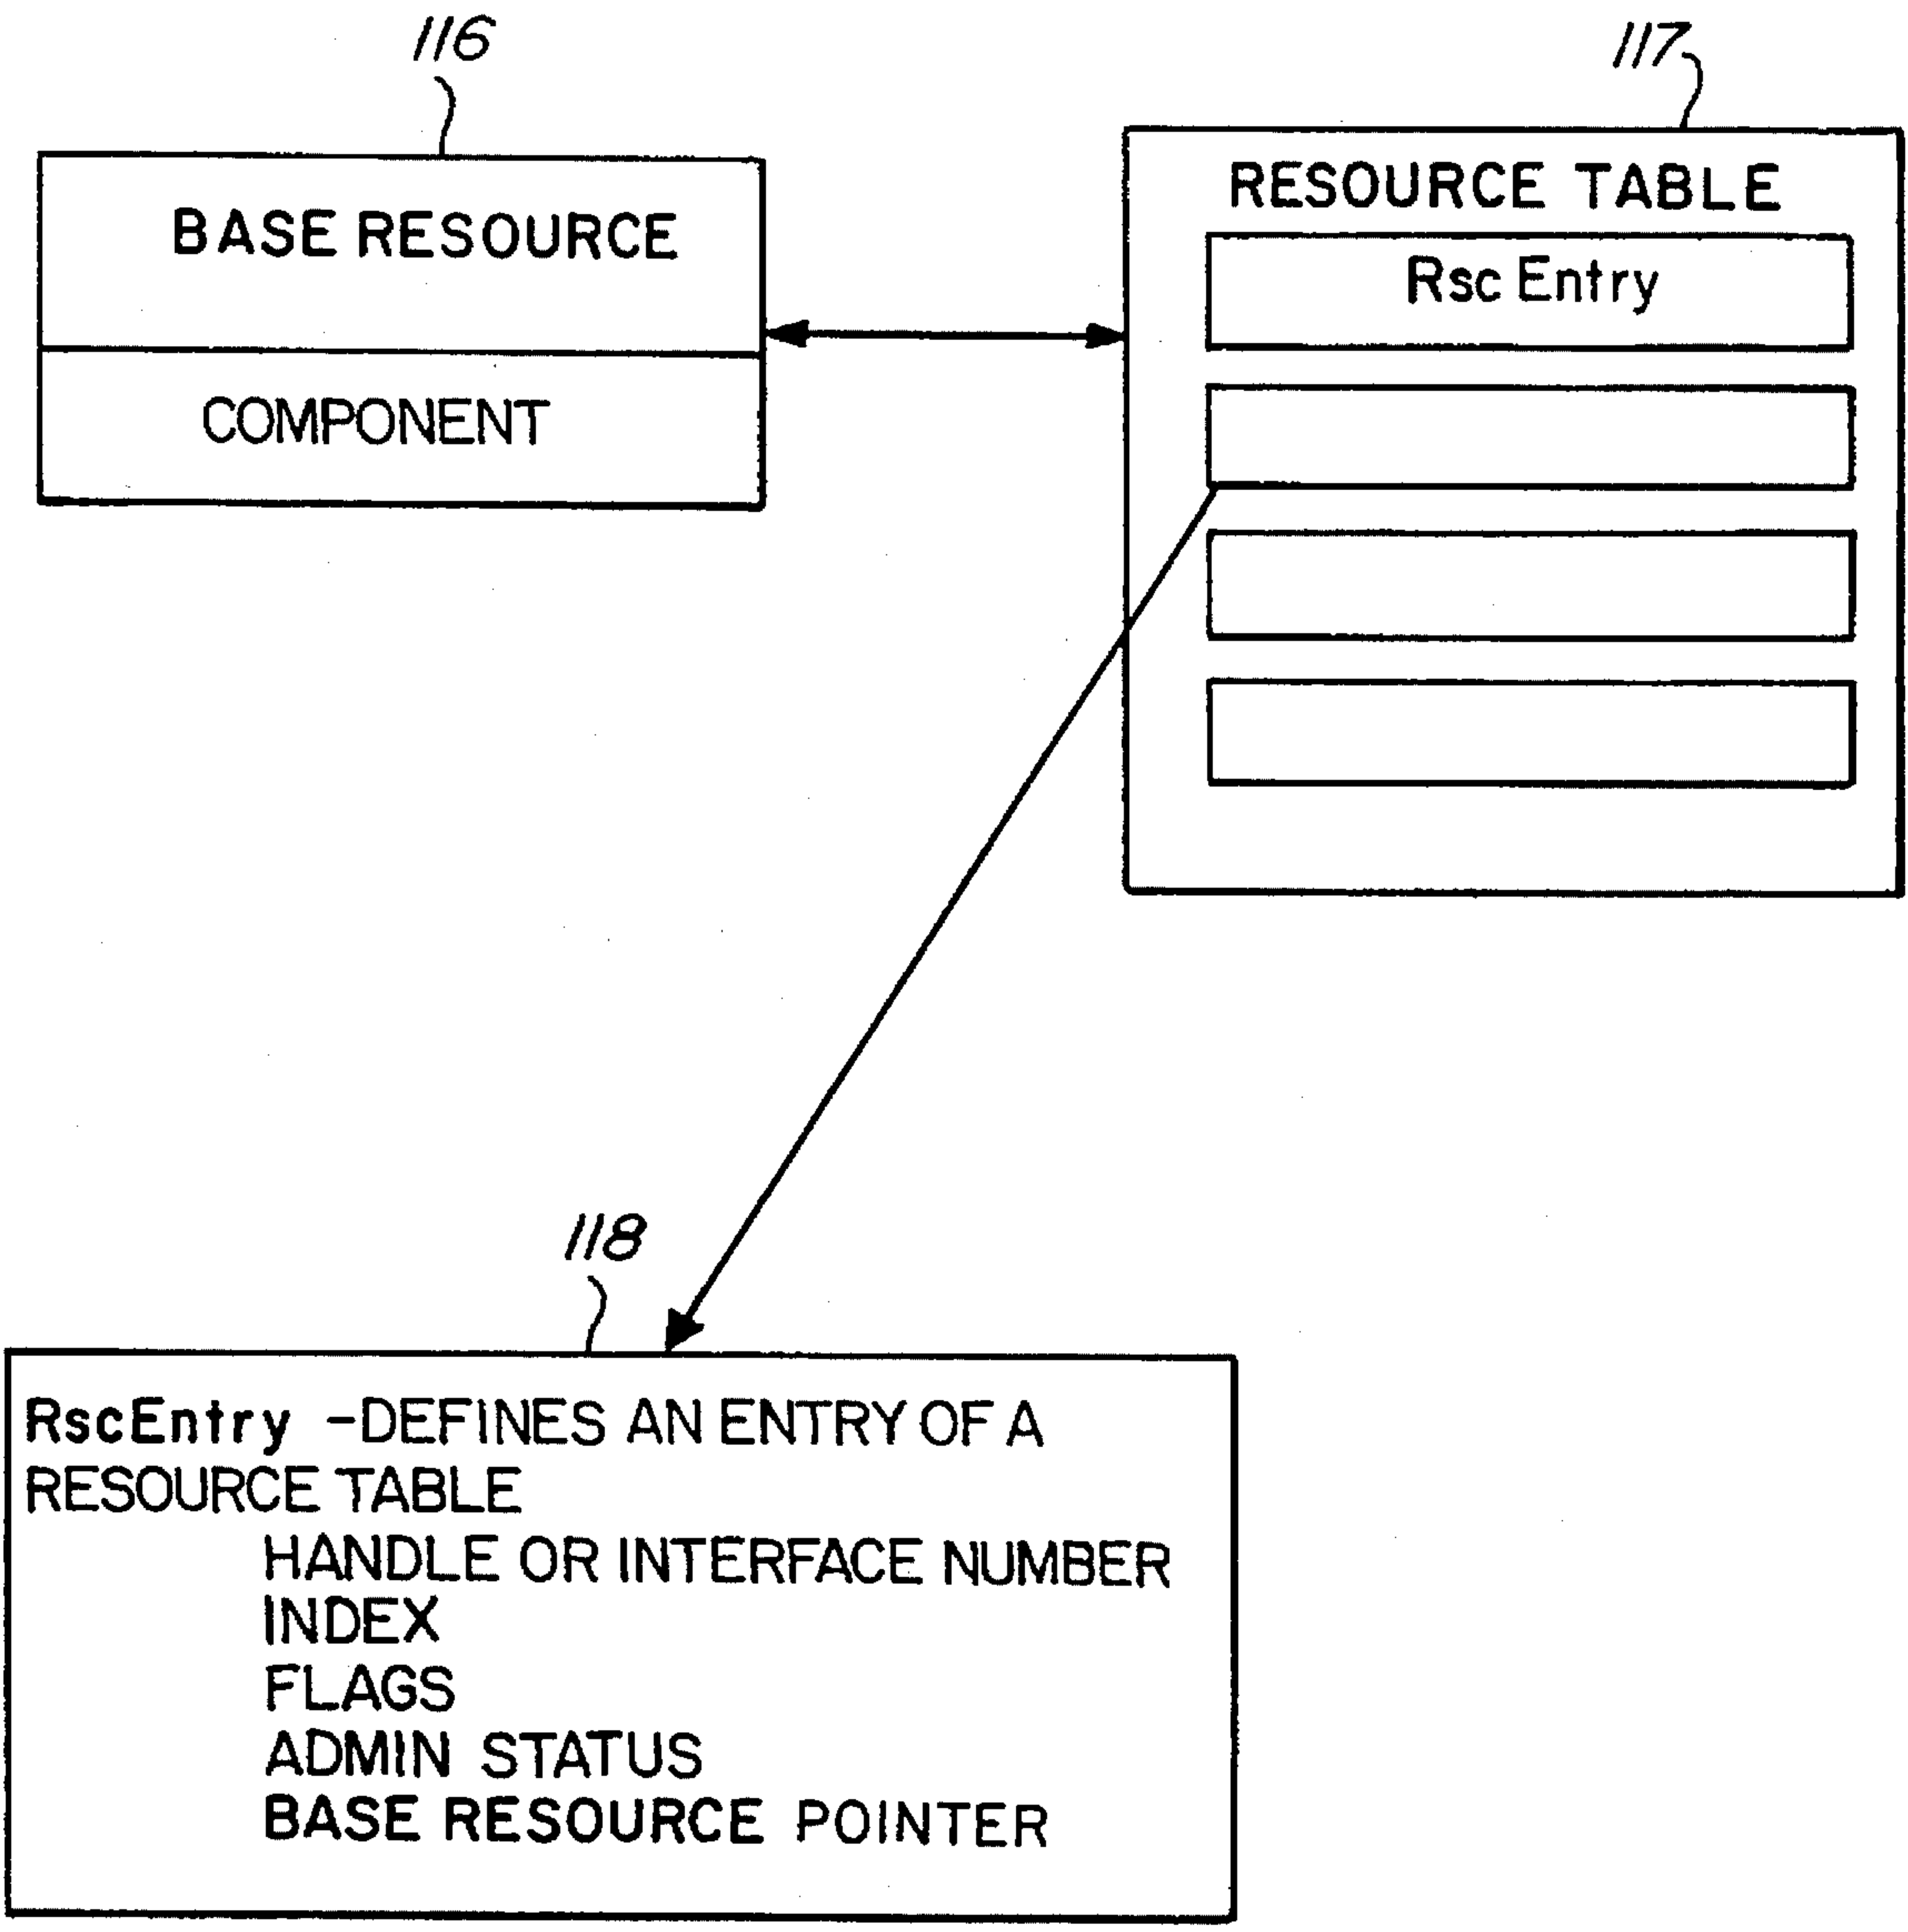 116
117
BASE RESOURCE
COMPONENT
RESOURCE TABLE
Rsc Entry
118
RscEntry -DEFINES AN ENTRY OF A
RESOURCE TABLE
HANDLE OR INTERFACE NUMBER
INDEX
FLAGS
ADMIN STATUS
BASE RESOURCE POINTER